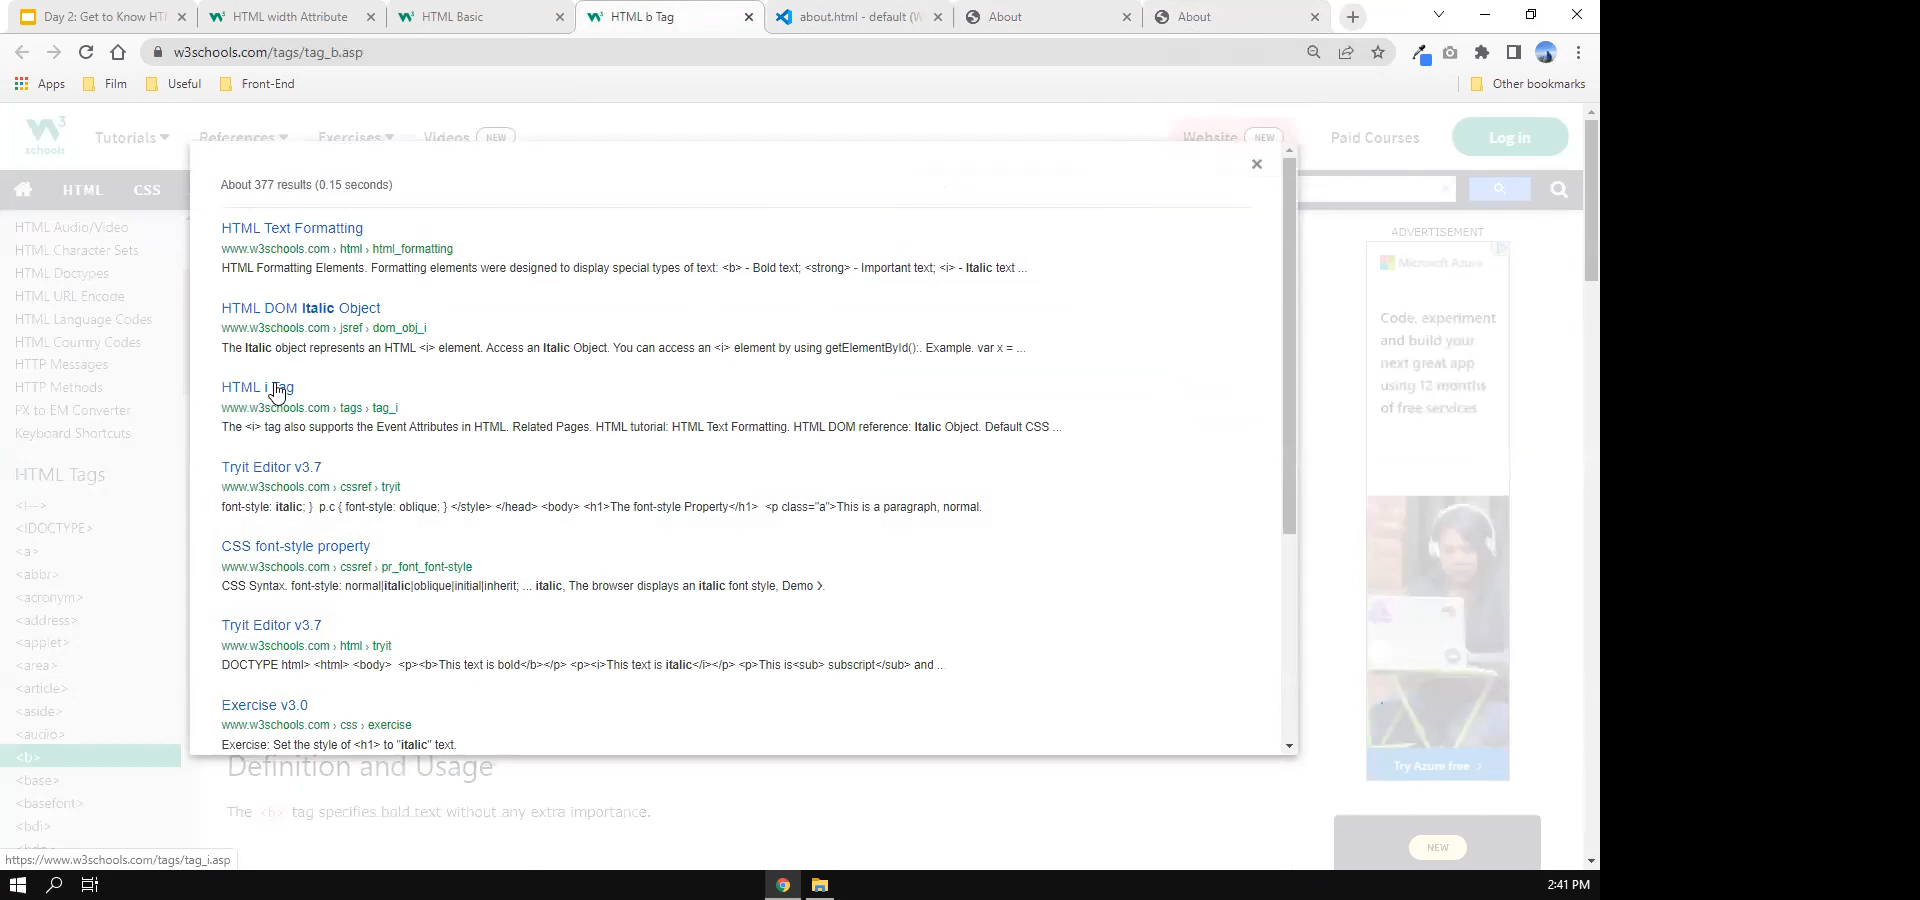 Day 2: Get to Know HT
HTML width Attribute
HTML Basic
HTML b Tag
about.html - default (W
About
About
w3schools.com/tags/tag_b.asp
Apps
Film
Useful
Front-End
Other bookmarks
W3
schools
Tutorials
References
Exercises
Videos
NEW
Website
NEW
Paid Courses
Log in
HTML
CSS
HTML Audio/Video
HTML Character Sets
HTML Doctypes
HTML URL Encode
HTML Language Codes
HTML Country Codes
HTTP Messages
HTTP Methods
PX to EM Converter
Keyboard Shortcuts
HTML Tags
<!-->
<!DOCTYPE>
<a>
<abbr>
<acronym>
<address>
<applet>
<area>
<article>
<aside>
<audio>
<b>
<base>
<basefont>
<bdi>
About 377 results (0.15 seconds)
HTML Text Formatting
www.w3schools.com › html › html_formatting
HTML Formatting Elements. Formatting elements were designed to display special types of text: <b> - Bold text; <strong> - Important text; <i> - Italic text ...
HTML DOM Italic Object
www.w3schools.com › jsref › dom_obj_i
The Italic object represents an HTML <i> element. Access an Italic Object. You can access an <i> element by using getElementById():. Example. var x = ...
HTML i Tag
www.w3schools.com › tags › tag_i
The <i> tag also supports the Event Attributes in HTML. Related Pages. HTML tutorial: HTML Text Formatting. HTML DOM reference: Italic Object. Default CSS ...
Tryit Editor v3.7
www.w3schools.com › cssref › tryit
font-style: italic; } p.c { font-style: oblique; } </style> </head> <body> <h1>The font-style Property</h1> <p class="a">This is a paragraph, normal.
CSS font-style property
www.w3schools.com › cssref › pr_font_font-style
CSS Syntax. font-style: normal|italic|oblique|initial|inherit; ... italic, The browser displays an italic font style, Demo ❯.
Tryit Editor v3.7
www.w3schools.com › html › tryit
DOCTYPE html> <html> <body> <p><b>This text is bold</b></p> <p><i>This text is italic</i></p> <p>This is<sub> subscript</sub> and ...
Exercise v3.0
www.w3schools.com › css › exercise
Exercise: Set the style of <h1> to "italic" text.
Definition and Usage
The <b> tag specifies bold text without any extra importance.
ADVERTISEMENT
Microsoft Azure
Code, experiment
and build your
next great app
using 12 months
of free services
Try Azure free >
NEW
https://www.w3schools.com/tags/tag_i.asp
2:41 PM